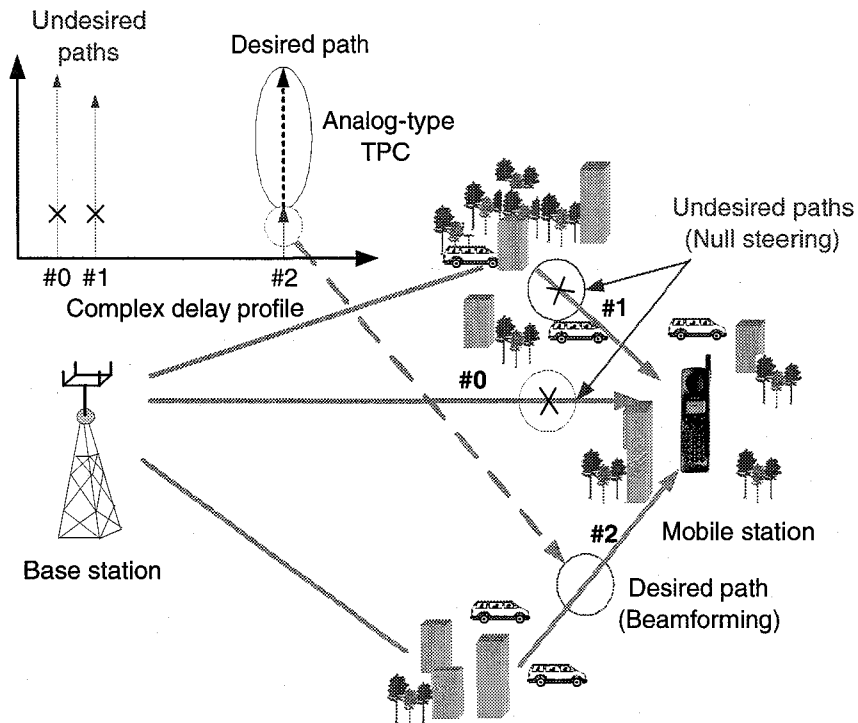 Undesired
paths
Desired path
Analog-type
TPC
#0 #1
#2
Complex delay profile
Undesired paths
(Null steering)
#1
#0
#2
Base station
Mobile station
Desired path
(Beamforming)